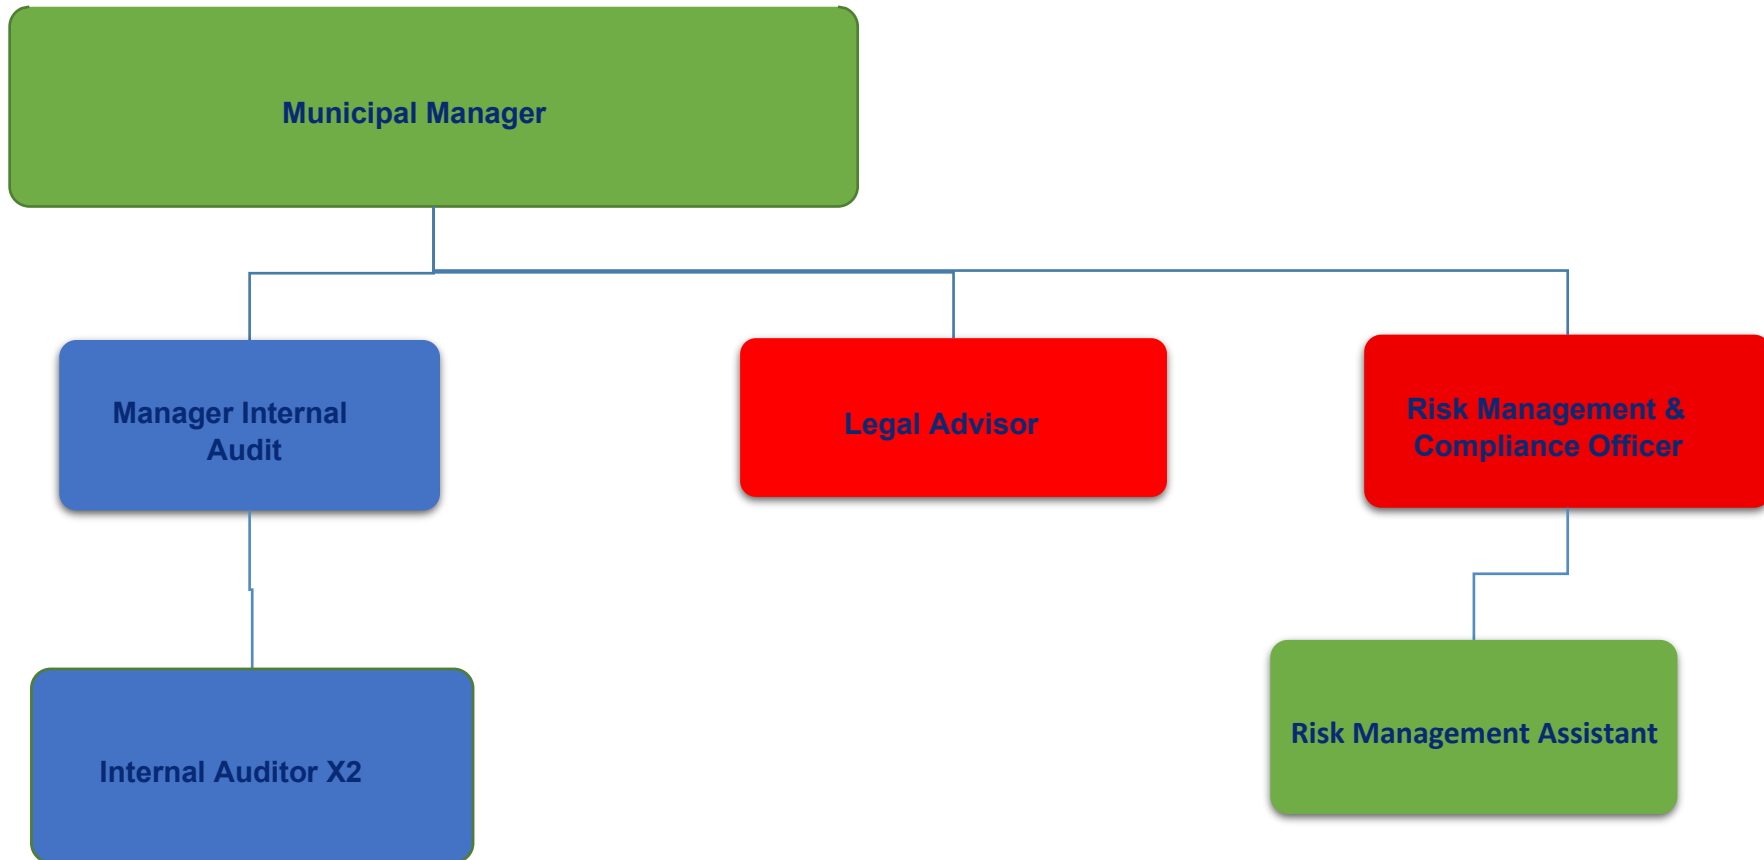 Municipal Manager
Manager Internal
Audit
Legal Advisor
Risk Management &
Compliance Officer
Internal Auditor X2
Risk Management Assistant